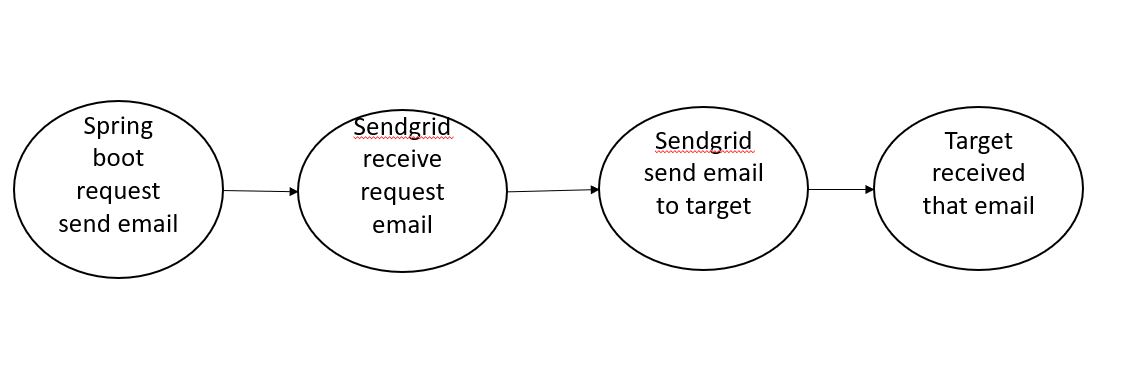 Spring
boot
request
send email
Sendgrid
receive
request
email
Sendgrid
send email
to target
Target
received
that email